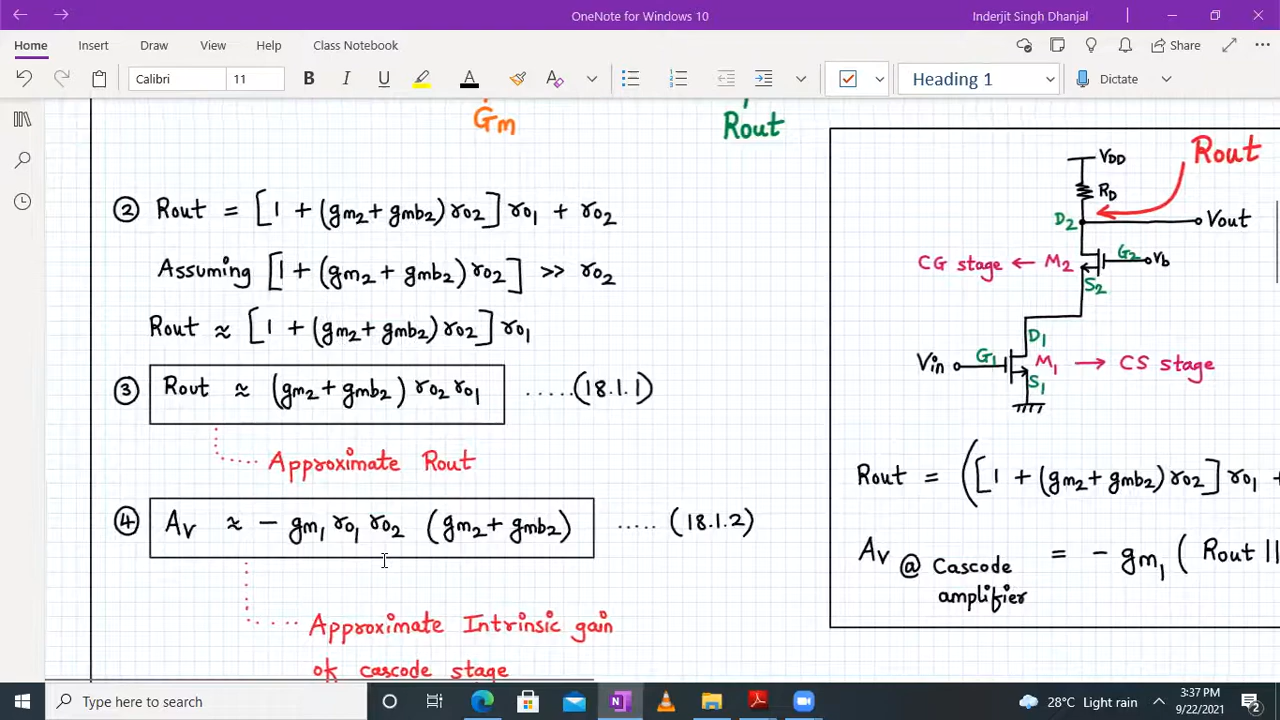 OneNote for Windows 10
Inderjit Singh Dhanjal
Home Insert Draw View Help Class Notebook
Share
Calibri 11 B I U A Heading 1 Dictate
Gm
Rout
② Rout = [1 + (gm2 + gmb2) ro2] ro1 + ro2
Assuming [1 + (gm2 + gmb2) ro2] >> ro2
Rout ≈ [1 + (gm2 + gmb2) ro2] ro1
③ Rout ≈ (gm2 + gmb2) ro2 ro1 .....(18.1.1)
Approximate Rout
④ Av ≈ - gm1 ro1 ro2 (gm2 + gmb2) ..... (18.1.2)
Approximate Intrinsic gain
of cascode stage
VDD
Rout
RD
D2
Vout
CG stage ← M2
G2
Vb
S2
D1
Vin
G1
M1 → CS stage
S1
Rout = ([1 + (gm2 + gmb2) ro2] ro1 +
Av @ Cascode amplifier = - gm1 ( Rout ||
Type here to search
28°C Light rain
3:37 PM
9/22/2021
2